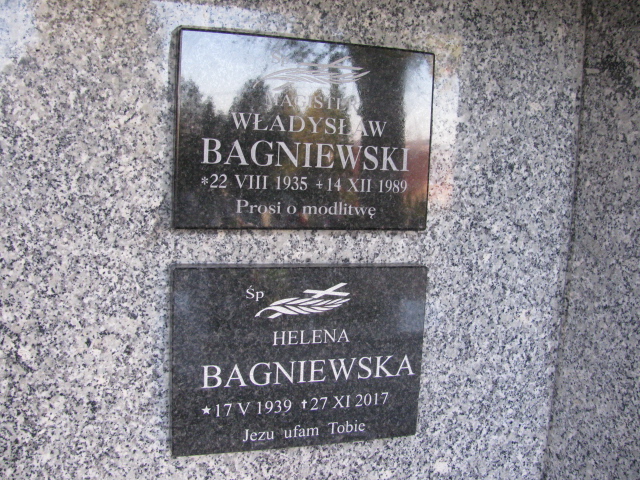 MAGISTER
WŁADYSŁAW
BAGNIEWSKI
*22 VIII 1935 +14 XII 1989
Prosi o modlitwę
Śp
HELENA
BAGNIEWSKA
★17 V 1939 †27 XI 2017
Jezu ufam Tobie